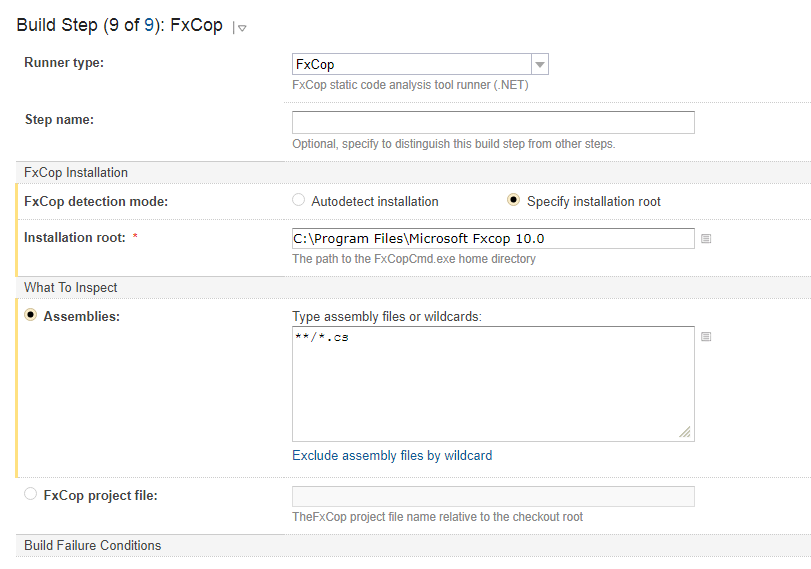 Build Step (9 of 9): FxCop
Runner type:
FxCop
FxCop static code analysis tool runner (.NET)
Step name:
Optional, specify to distinguish this build step from other steps.
FxCop Installation
FxCop detection mode:
Autodetect installation
Specify installation root
Installation root: *
C:\Program Files\Microsoft Fxcop 10.0
The path to the FxCopCmd.exe home directory
What To Inspect
Assemblies:
Type assembly files or wildcards:
**/*.cs
Exclude assembly files by wildcard
FxCop project file:
TheFxCop project file name relative to the checkout root
Build Failure Conditions